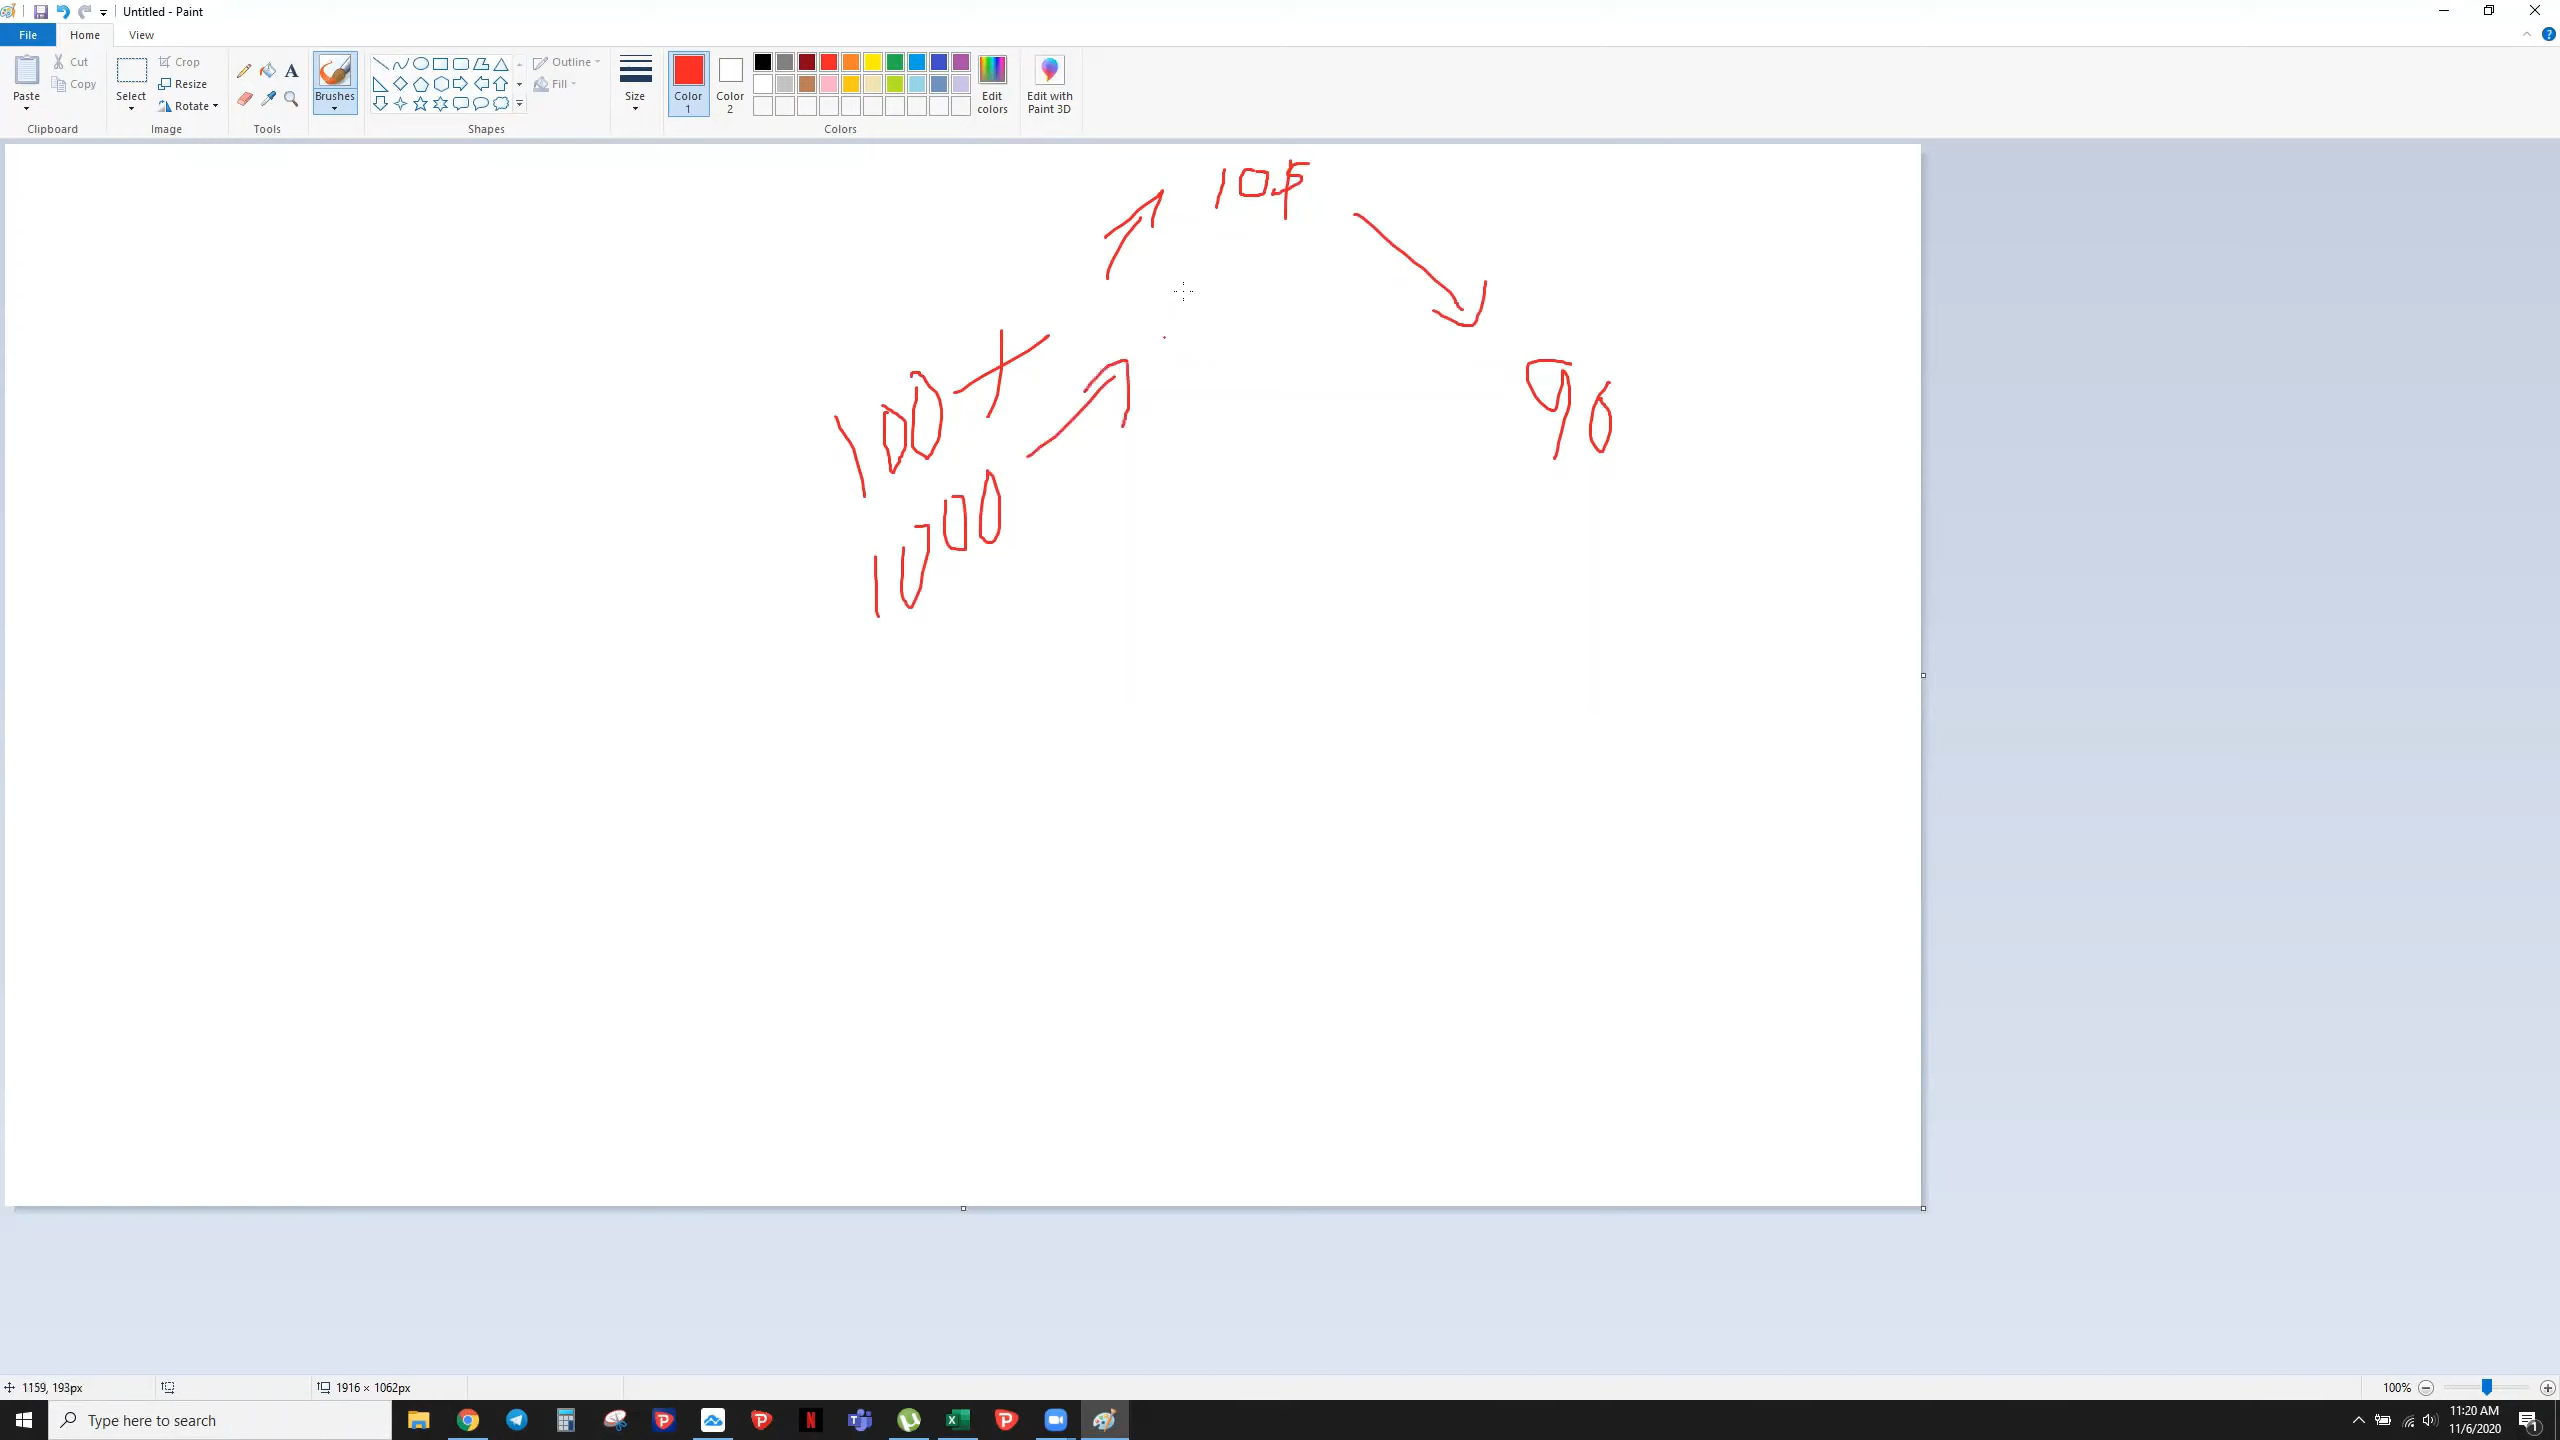 Untitled - Paint
File Home View
Paste
Cut
Copy
Clipboard
Select
Crop
Resize
Rotate
Image
A
Tools
Brushes
Shapes
Outline
Fill
Size
Color 1
Color 2
Colors
Edit colors
Edit with Paint 3D
10$
100+
1000
90
1159, 193px
1916 × 1062px
100%
Type here to search
11:20 AM
11/6/2020